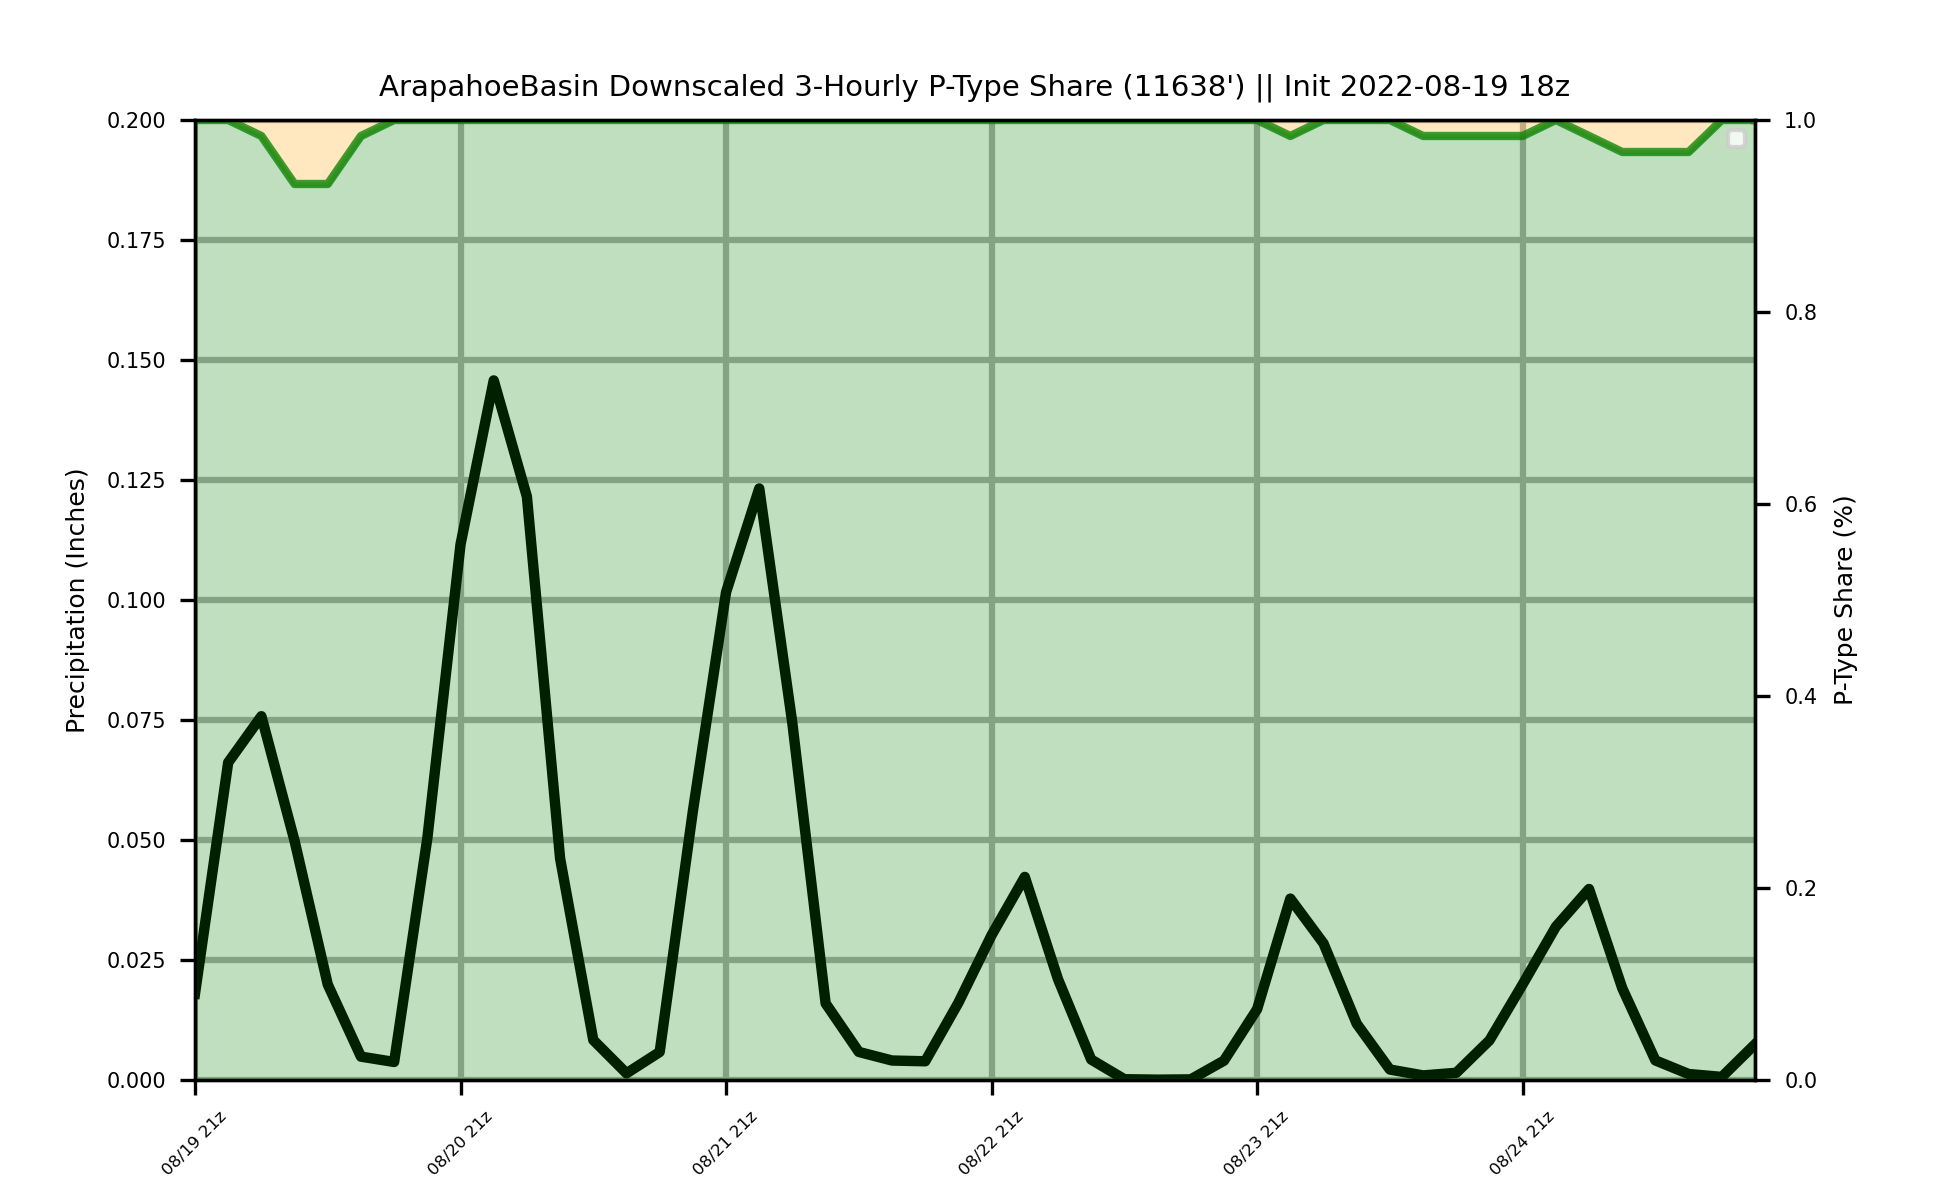 ArapahoeBasin Downscaled 3-Hourly P-Type Share (11638') || Init 2022-08-19 18z
0.200
0.175
0.150
0.125
0.100
0.075
0.050
0.025
0.000
Precipitation (Inches)
1.0
0.8
0.6
0.4
0.2
0.0
P-Type Share (%)
08/19 21z
08/20 21z
08/21 21z
08/22 21z
08/23 21z
08/24 21z